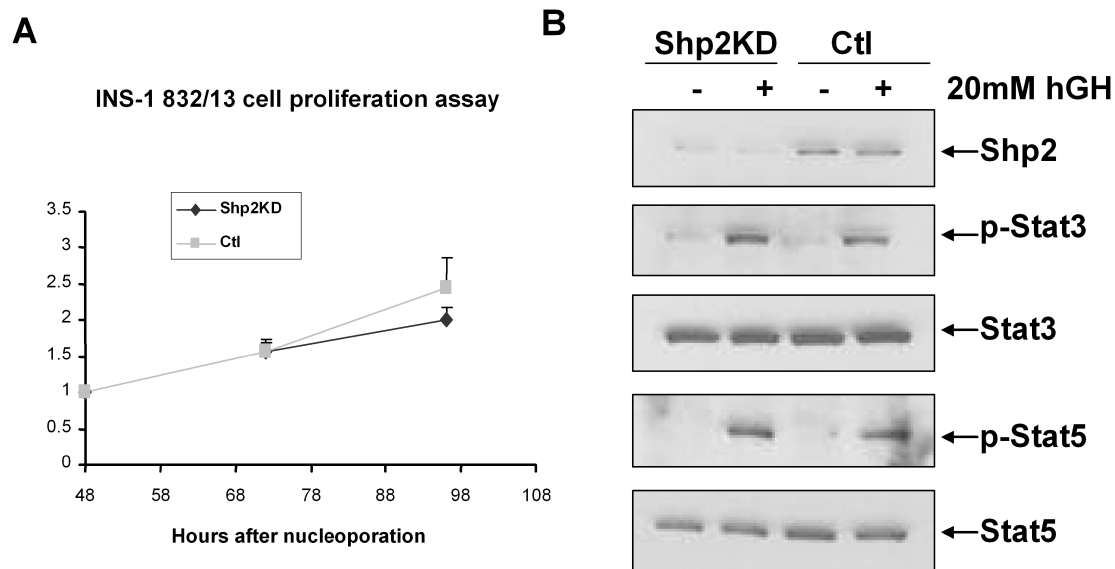 A
INS-1 832/13 cell proliferation assay
Shp2KD
Ctl
3.5
3
2.5
2
1.5
1
0.5
0
48 58 68 78 88 98 108
Hours after nucleoporation
B
Shp2KD Ctl
- + - + 20mM hGH
Shp2
p-Stat3
Stat3
p-Stat5
Stat5